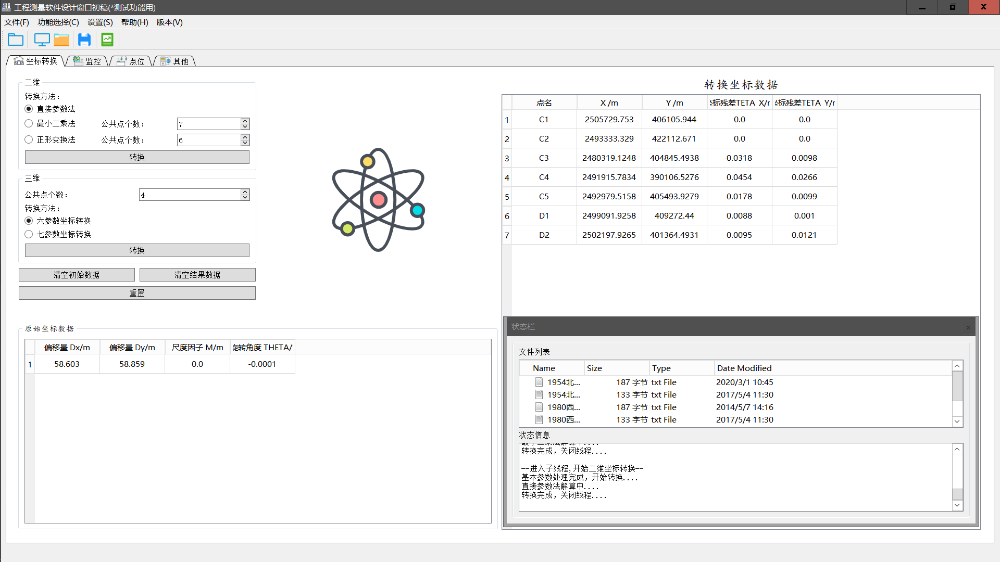 工程测量软件设计窗口初稿(*测试功能用)
文件(F) 功能选择(C) 设置(S) 帮助(H) 版本(V)
坐标转换 监控 点位 其他
二维
转换方法：
直接参数法
最小二乘法 公共点个数： 7
正形变换法 公共点个数： 6
转换
三维
公共点个数： 4
转换方法：
六参数坐标转换
七参数坐标转换
转换
清空初始数据 清空结果数据
重置
转换坐标数据
点名 X /m Y /m 标残差TETA X/r 标残差TETA Y/r
1 C1 2505729.753 406105.944 0.0 0.0
2 C2 2493333.329 422112.671 0.0 0.0
3 C3 2480319.1248 404845.4938 0.0318 0.0098
4 C4 2491915.7834 390106.5276 0.0454 0.0266
5 C5 2492979.5158 405493.9279 0.0178 0.0099
6 D1 2499091.9258 409272.44 0.0088 0.001
7 D2 2502197.9265 401364.4931 0.0095 0.0121
原始坐标数据
偏移量 Dx/m 偏移量 Dy/m 尺度因子 M/m 旋转角度 THETA/
1 58.603 58.859 0.0 -0.0001
状态栏 x
文件列表
Name Size Type Date Modified
1954北... 187 字节 txt File 2020/3/1 10:45
1954北... 133 字节 txt File 2017/5/4 11:30
1980西... 187 字节 txt File 2014/5/7 14:16
1980西... 133 字节 txt File 2017/5/4 11:30
状态信息
最小二乘法解算中....
转换完成，关闭线程....
--进入子线程,开始二维坐标转换--
基本参数处理完成，开始转换....
直接参数法解算中....
转换完成，关闭线程....